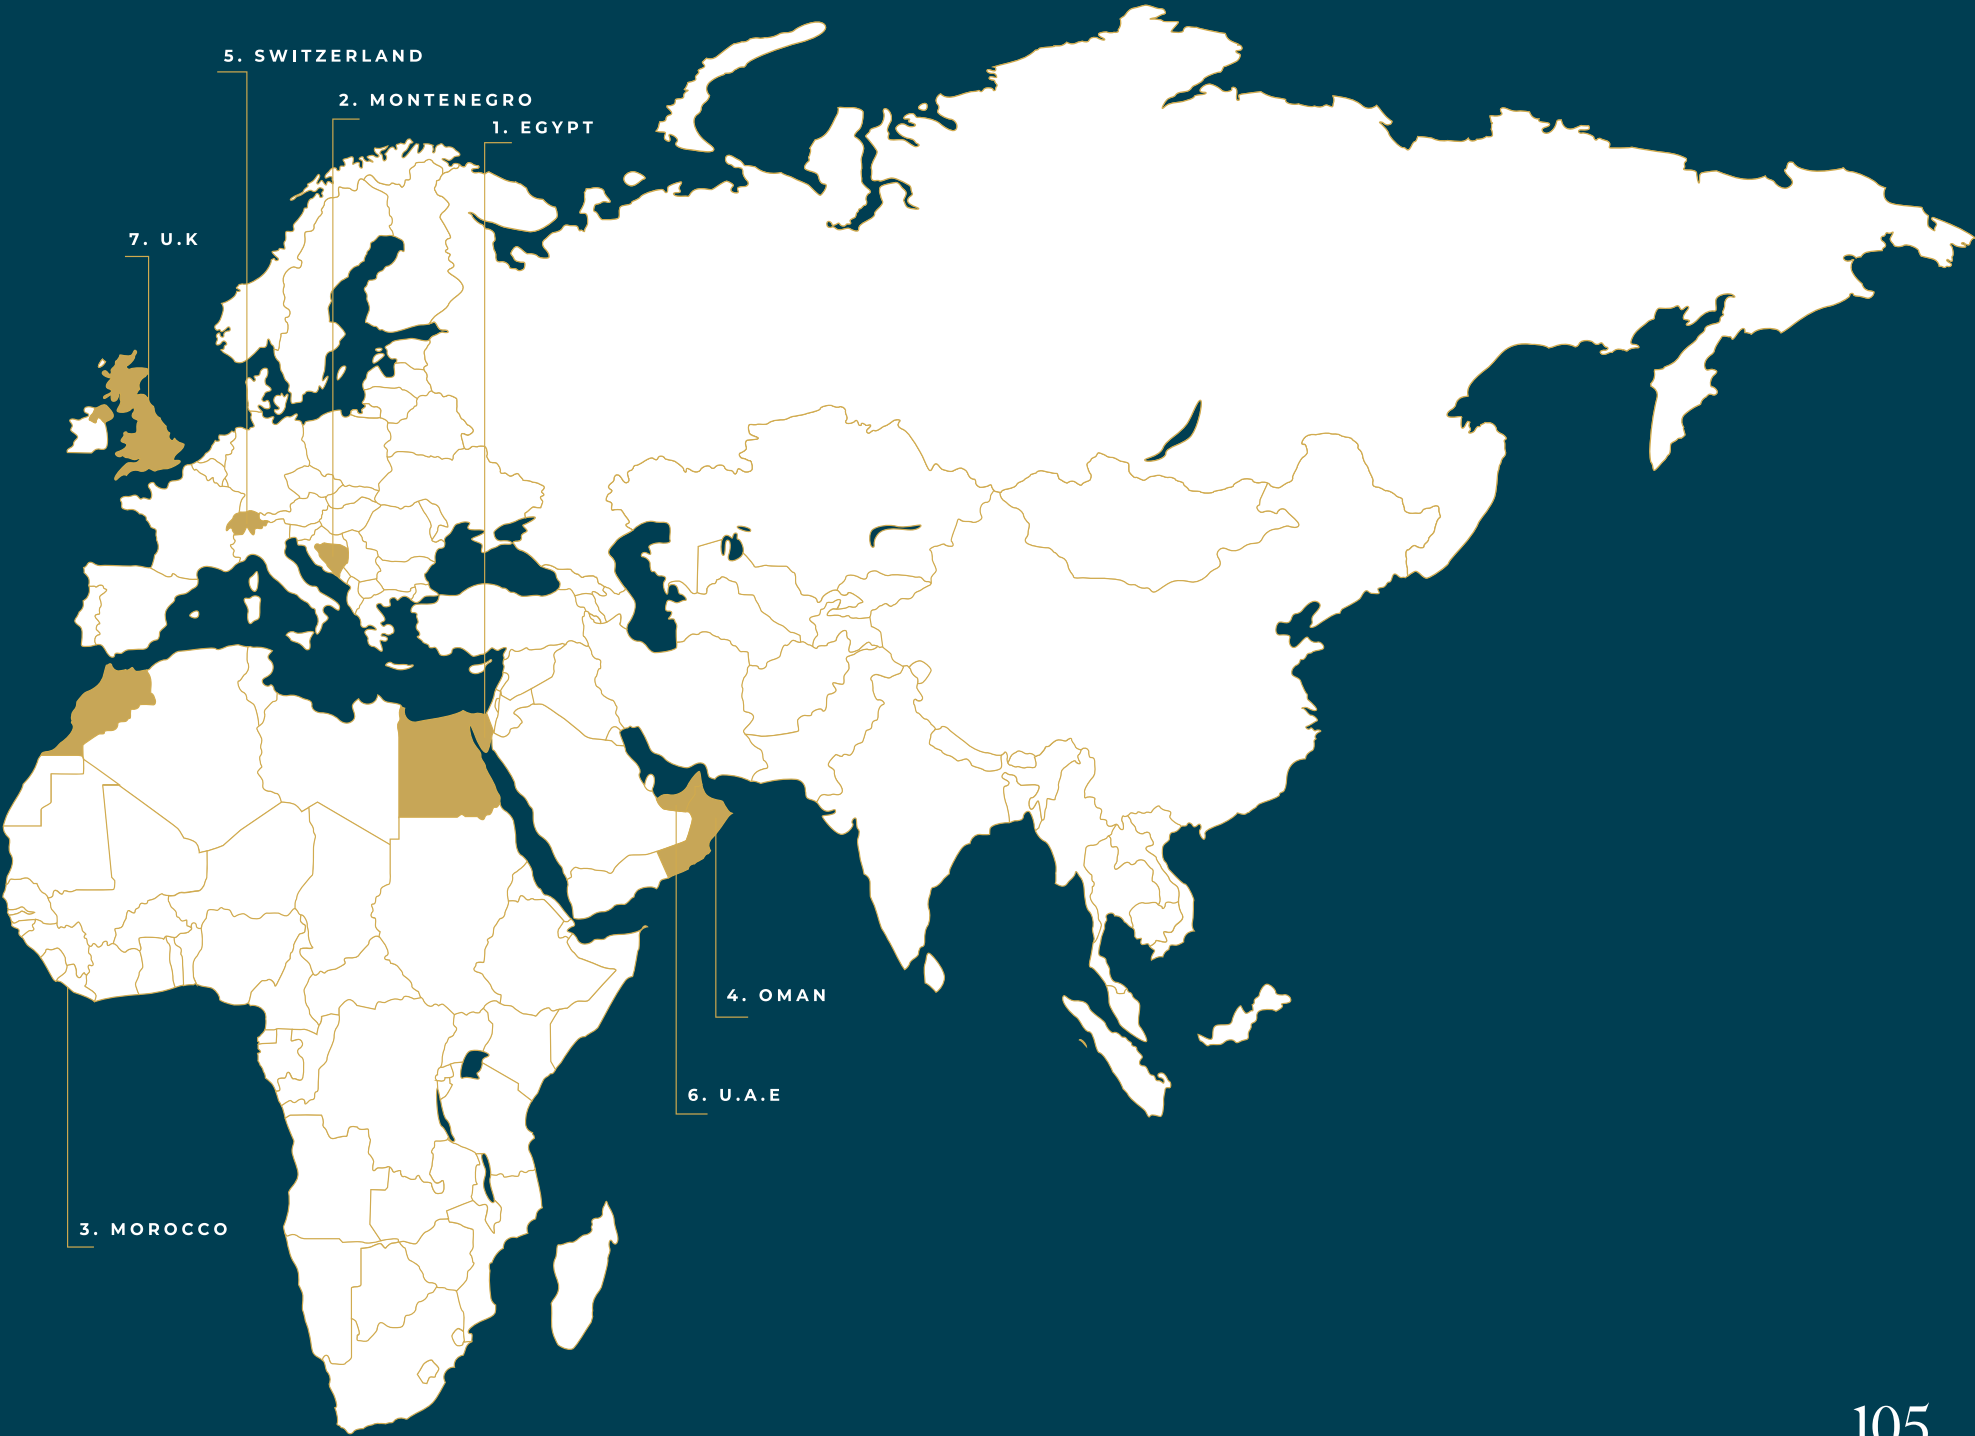 5. SWITZERLAND
2. MONTENEGRO
1. EGYPT
7. U.K
4. OMAN
6. U.A.E
3. MOROCCO
105